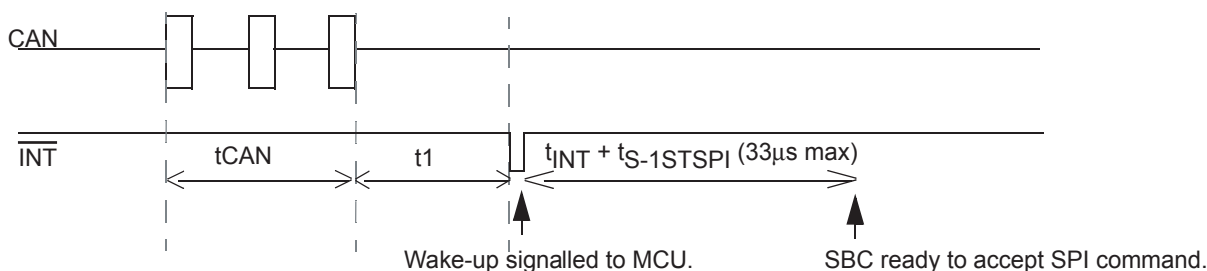 CAN
INT
tCAN
t1
tINT + tS-1STSPI (33μs max)
Wake-up signalled to MCU.
SBC ready to accept SPI command.